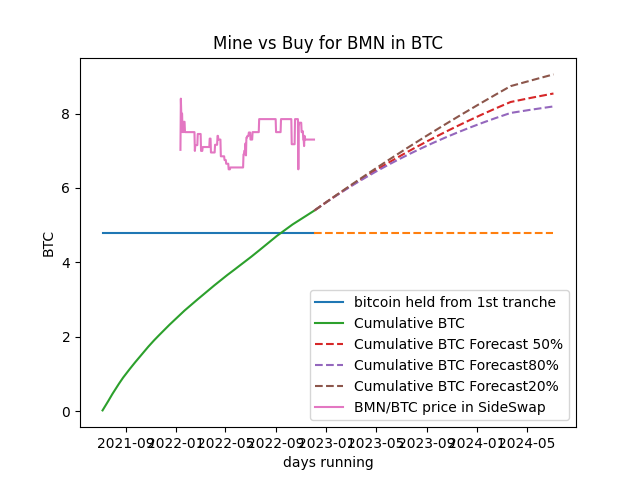 Mine vs Buy for BMN in BTC
BTC
8
6
4
2
0
bitcoin held from 1st tranche
Cumulative BTC
Cumulative BTC Forecast 50%
Cumulative BTC Forecast80%
Cumulative BTC Forecast20%
BMN/BTC price in SideSwap
2021-09 2022-01 2022-05 2022-09 2023-01 2023-05 2023-09 2024-01 2024-05
days running